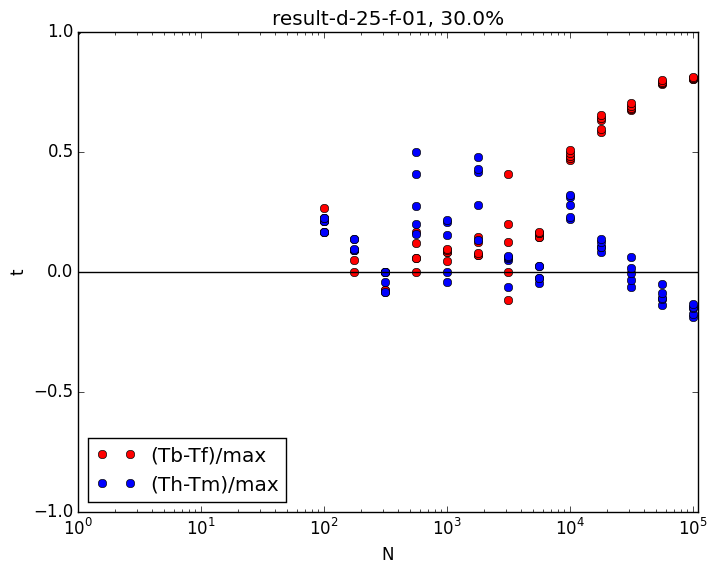 result-d-25-f-01, 30.0%
1.0
0.5
0.0
−0.5
−1.0
t
(Tb-Tf)/max
(Th-Tm)/max
10^0 10^1 10^2 10^3 10^4 10^5
N